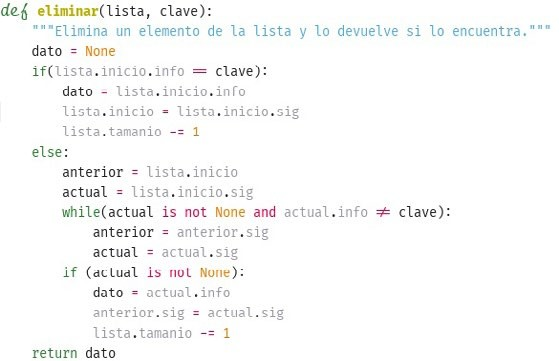 def eliminar(lista, clave):
    """Elimina un elemento de la lista y lo devuelve si lo encuentra."""
    dato = None
    if(lista.inicio.info == clave):
        dato = lista.inicio.info
        lista.inicio = lista.inicio.sig
        lista.tamanio -= 1
    else:
        anterior = lista.inicio
        actual = lista.inicio.sig
        while(actual is not None and actual.info != clave):
            anterior = anterior.sig
            actual = actual.sig
        if (actual is not None):
            dato = actual.info
            anterior.sig = actual.sig
            lista.tamanio -= 1
    return dato